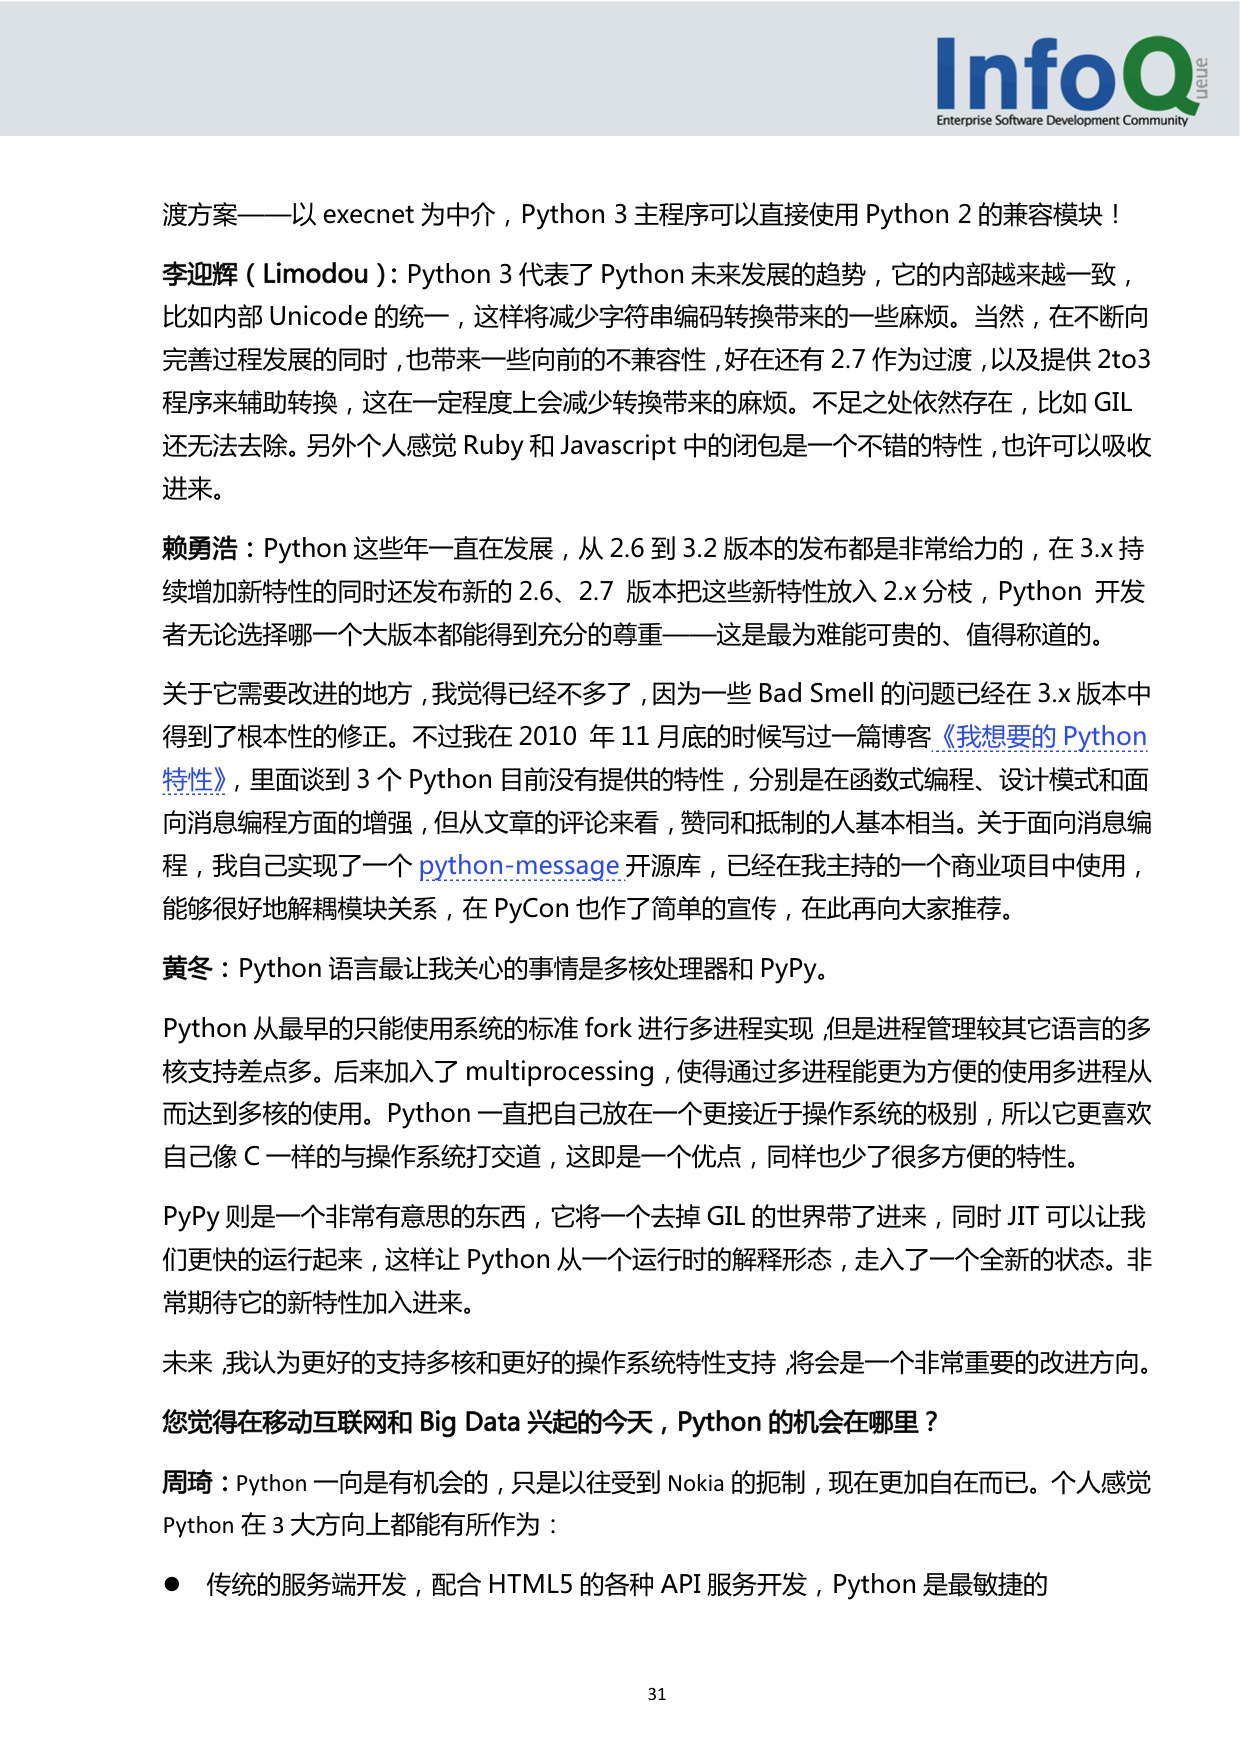 InfoQueue
Enterprise Software Development Community
渡方案——以 execnet 为中介，Python 3 主程序可以直接使用 Python 2 的兼容模块！
李迎辉（Limodou）：Python 3 代表了 Python 未来发展的趋势，它的内部越来越一致，
比如内部 Unicode 的统一，这样将减少字符串编码转换带来的一些麻烦。当然，在不断向
完善过程发展的同时，也带来一些向前的不兼容性，好在还有 2.7 作为过渡，以及提供 2to3
程序来辅助转换，这在一定程度上会减少转换带来的麻烦。不足之处依然存在，比如 GIL
还无法去除。另外个人感觉 Ruby 和 Javascript 中的闭包是一个不错的特性，也许可以吸收
进来。
赖勇浩：Python 这些年一直在发展，从 2.6 到 3.2 版本的发布都是非常给力的，在 3.x 持
续增加新特性的同时还发布新的 2.6、2.7 版本把这些新特性放入 2.x 分枝，Python 开发
者无论选择哪一个大版本都能得到充分的尊重——这是最为难能可贵的、值得称道的。
关于它需要改进的地方，我觉得已经不多了，因为一些 Bad Smell 的问题已经在 3.x 版本中
得到了根本性的修正。不过我在 2010 年 11 月底的时候写过一篇博客《我想要的 Python
特性》，里面谈到 3 个 Python 目前没有提供的特性，分别是在函数式编程、设计模式和面
向消息编程方面的增强，但从文章的评论来看，赞同和抵制的人基本相当。关于面向消息编
程，我自己实现了一个 python-message 开源库，已经在我主持的一个商业项目中使用，
能够很好地解耦模块关系，在 PyCon 也作了简单的宣传，在此再向大家推荐。
黄冬：Python 语言最让我关心的事情是多核处理器和 PyPy。
Python 从最早的只能使用系统的标准 fork 进行多进程实现，但是进程管理较其它语言的多
核支持差点多。后来加入了 multiprocessing，使得通过多进程能更为方便的使用多进程从
而达到多核的使用。Python 一直把自己放在一个更接近于操作系统的极别，所以它更喜欢
自己像 C 一样的与操作系统打交道，这即是一个优点，同样也少了很多方便的特性。
PyPy 则是一个非常有意思的东西，它将一个去掉 GIL 的世界带了进来，同时 JIT 可以让我
们更快的运行起来，这样让 Python 从一个运行时的解释形态，走入了一个全新的状态。非
常期待它的新特性加入进来。
未来，我认为更好的支持多核和更好的操作系统特性支持，将会是一个非常重要的改进方向。
您觉得在移动互联网和 Big Data 兴起的今天，Python 的机会在哪里？
周琦：Python 一向是有机会的，只是以往受到 Nokia 的扼制，现在更加自在而已。个人感觉
Python 在 3 大方向上都能有所作为：
● 传统的服务端开发，配合 HTML5 的各种 API 服务开发，Python 是最敏捷的
31